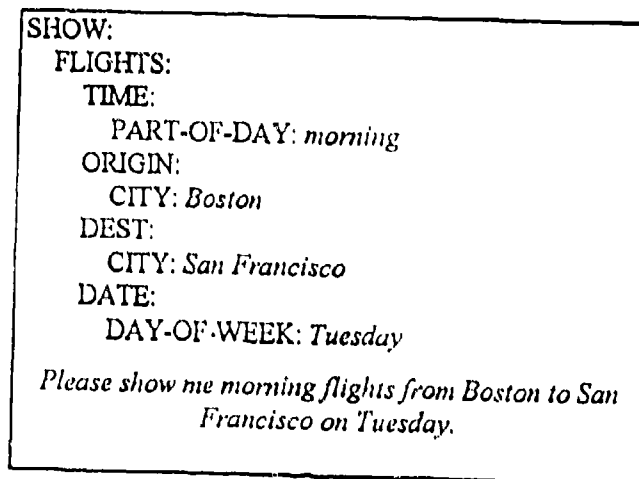 SHOW:
FLIGHTS:
TIME:
PART-OF-DAY: morning
ORIGIN:
CITY: Boston
DEST:
CITY: San Francisco
DATE:
DAY-OF-WEEK: Tuesday
Please show me morning flights from Boston to San
Francisco on Tuesday.